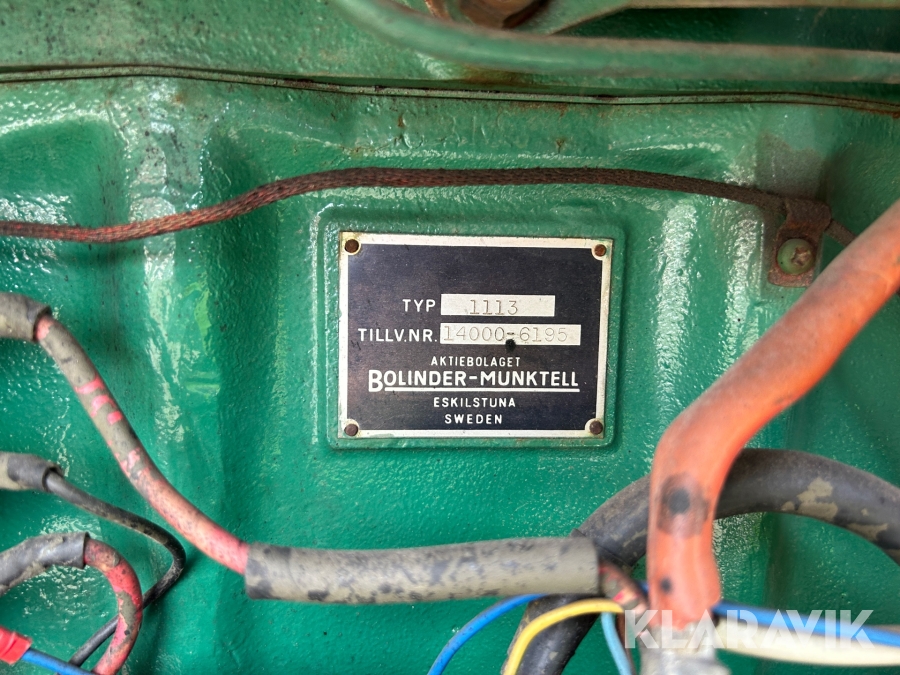 TYP 1113
TILLV.NR. 14000-6195
AKTIEBOLAGET
BOLINDER-MUNKTELL
ESKILSTUNA
SWEDEN
KLARAVIK